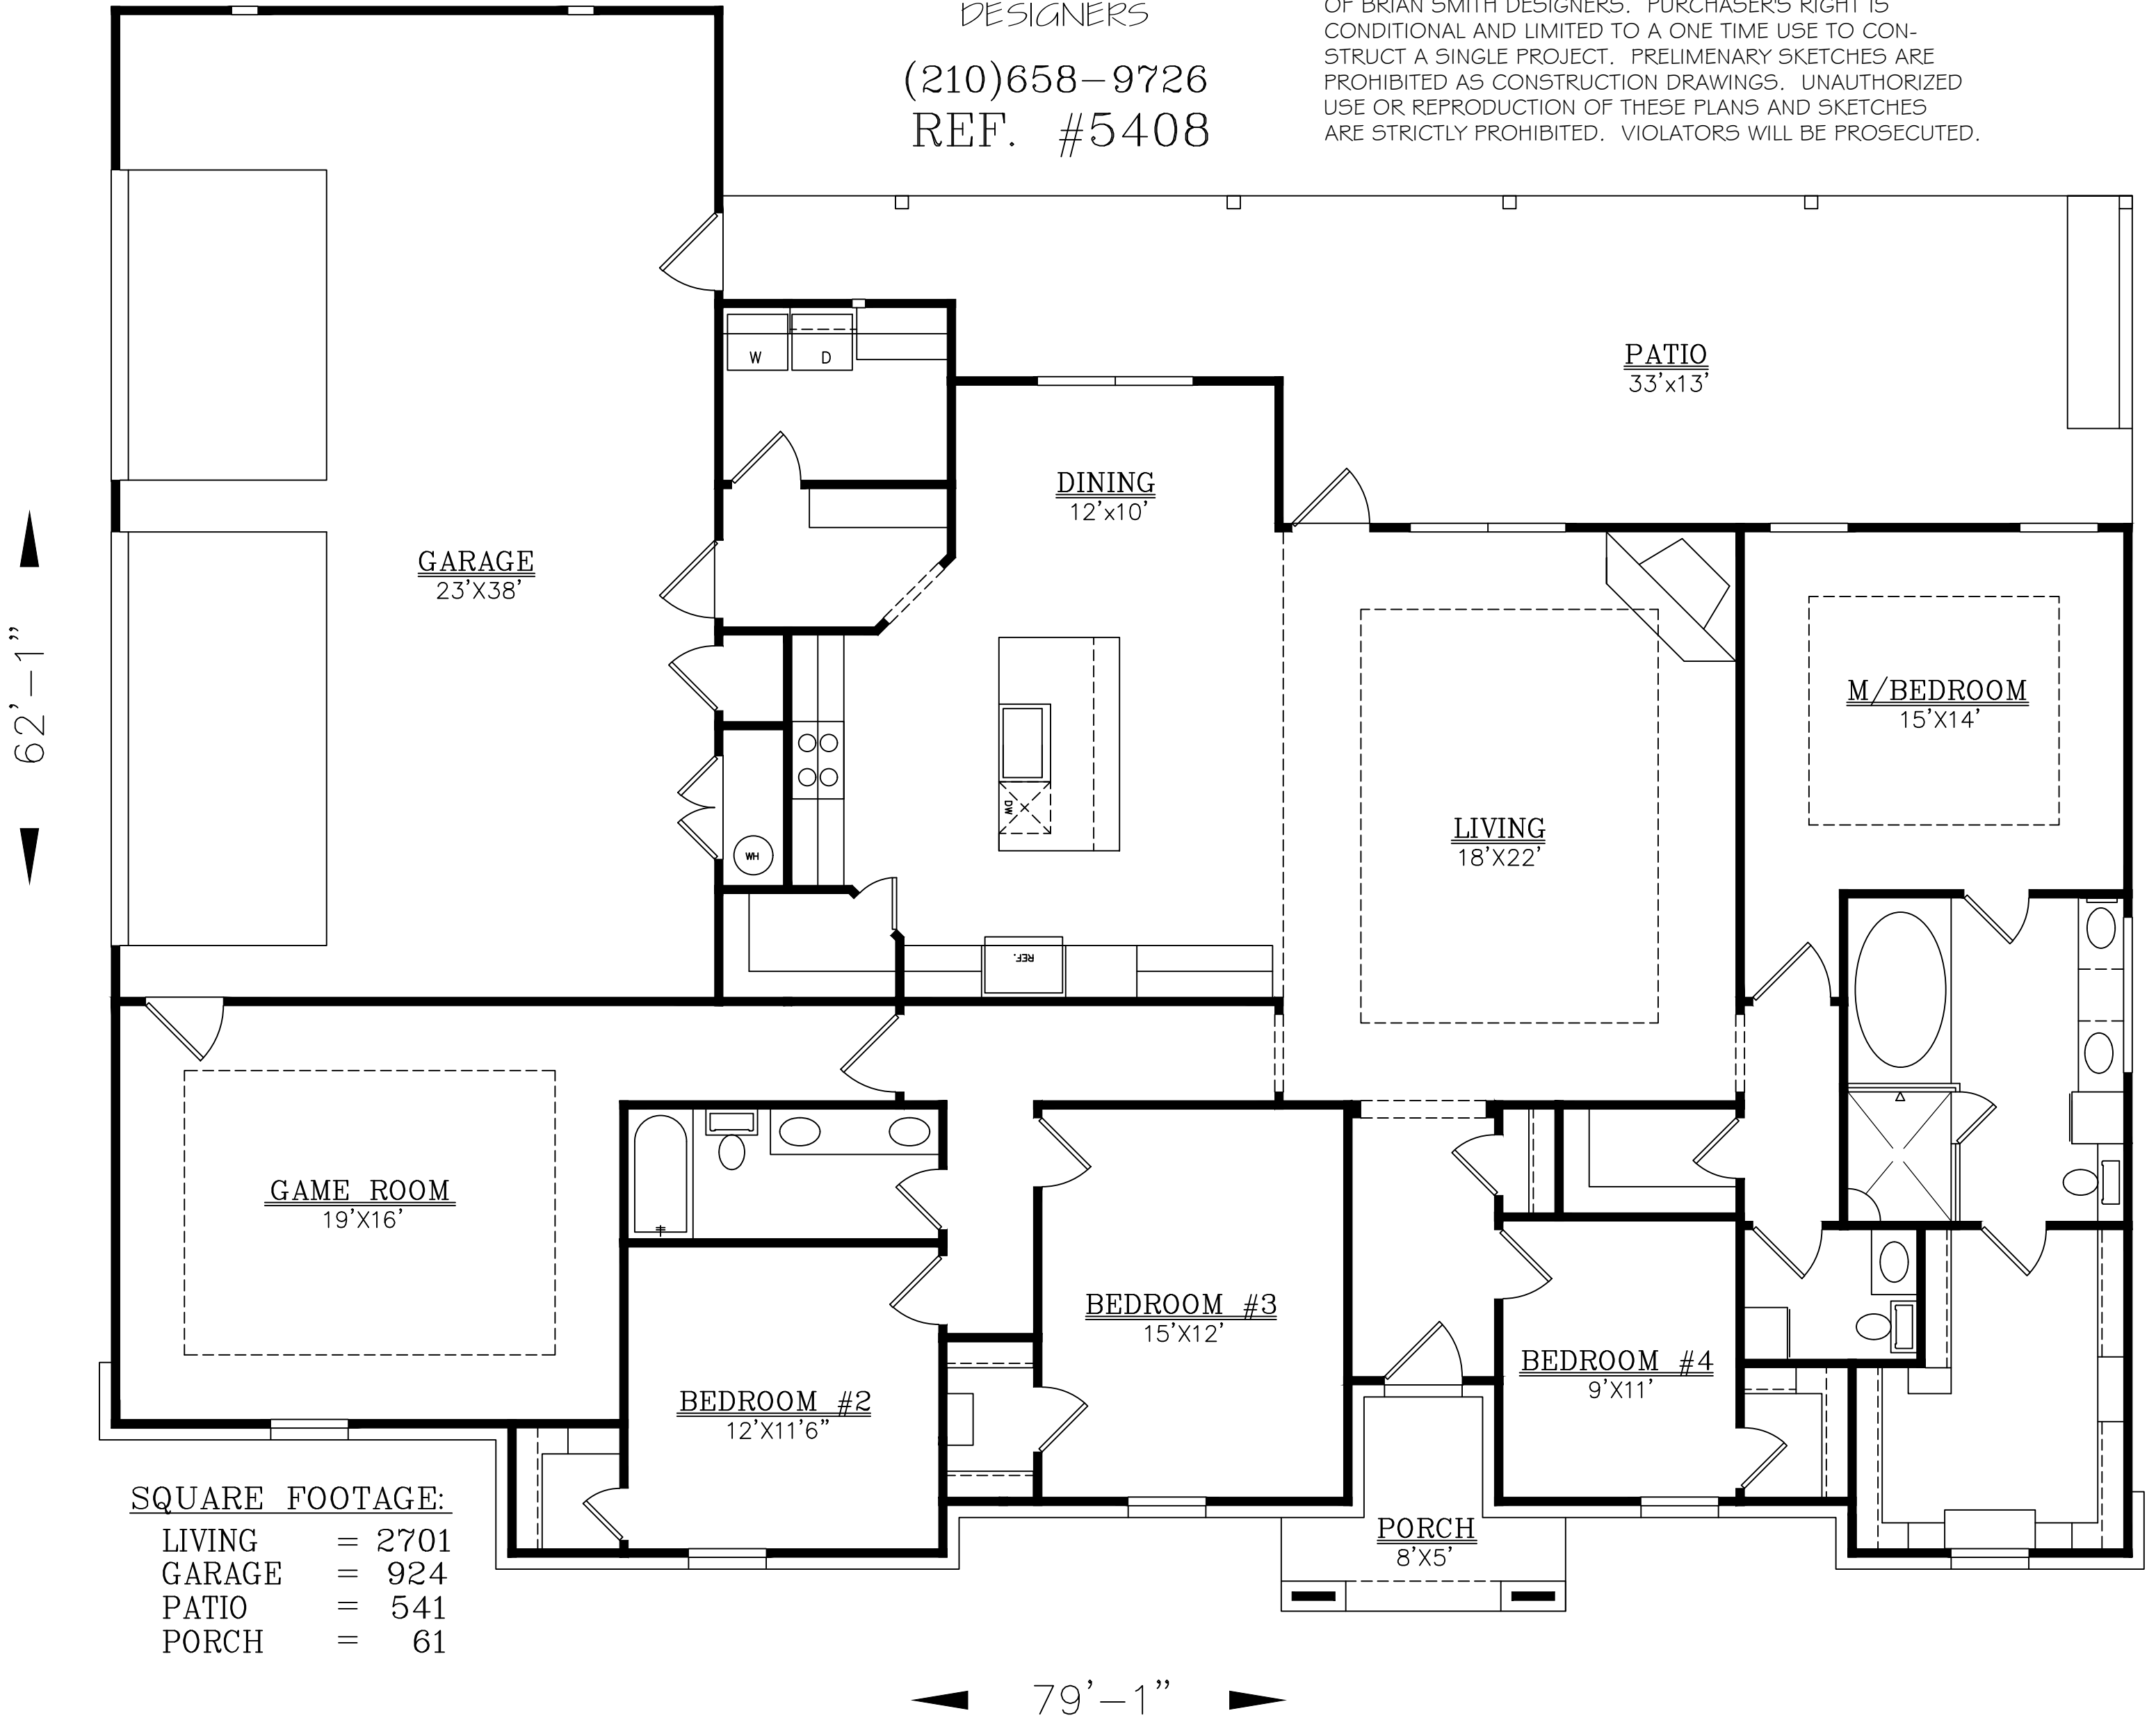 DESIGNERS
(210)658-9726
REF. #5408
OF BRIAN SMITH DESIGNERS. PURCHASER'S RIGHT IS
CONDITIONAL AND LIMITED TO A ONE TIME USE TO CON-
STRUCT A SINGLE PROJECT. PRELIMENARY SKETCHES ARE
PROHIBITED AS CONSTRUCTION DRAWINGS. UNAUTHORIZED
USE OR REPRODUCTION OF THESE PLANS AND SKETCHES
ARE STRICTLY PROHIBITED. VIOLATORS WILL BE PROSECUTED.
W
D
PATIO
33'x13'
DINING
12'x10'
GARAGE
23'X38'
62'-1"
M/BEDROOM
15'X14'
DW
LIVING
18'X22'
WH
REF.
GAME ROOM
19'X16'
BEDROOM #3
15'X12'
BEDROOM #4
9'X11'
BEDROOM #2
12'X11'6"
PORCH
8'X5'
SQUARE FOOTAGE:
LIVING = 2701
GARAGE = 924
PATIO = 541
PORCH = 61
79'-1"